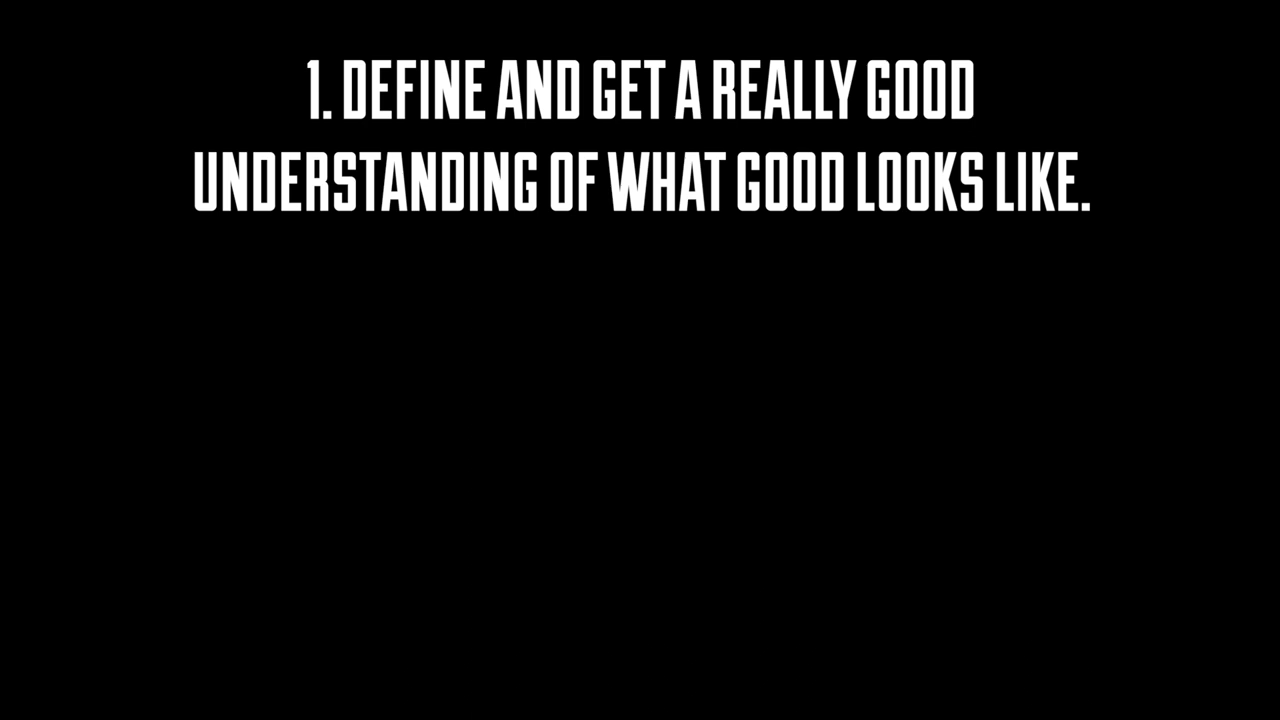 1. DEFINE AND GET A REALLY GOOD
UNDERSTANDING OF WHAT GOOD LOOKS LIKE.